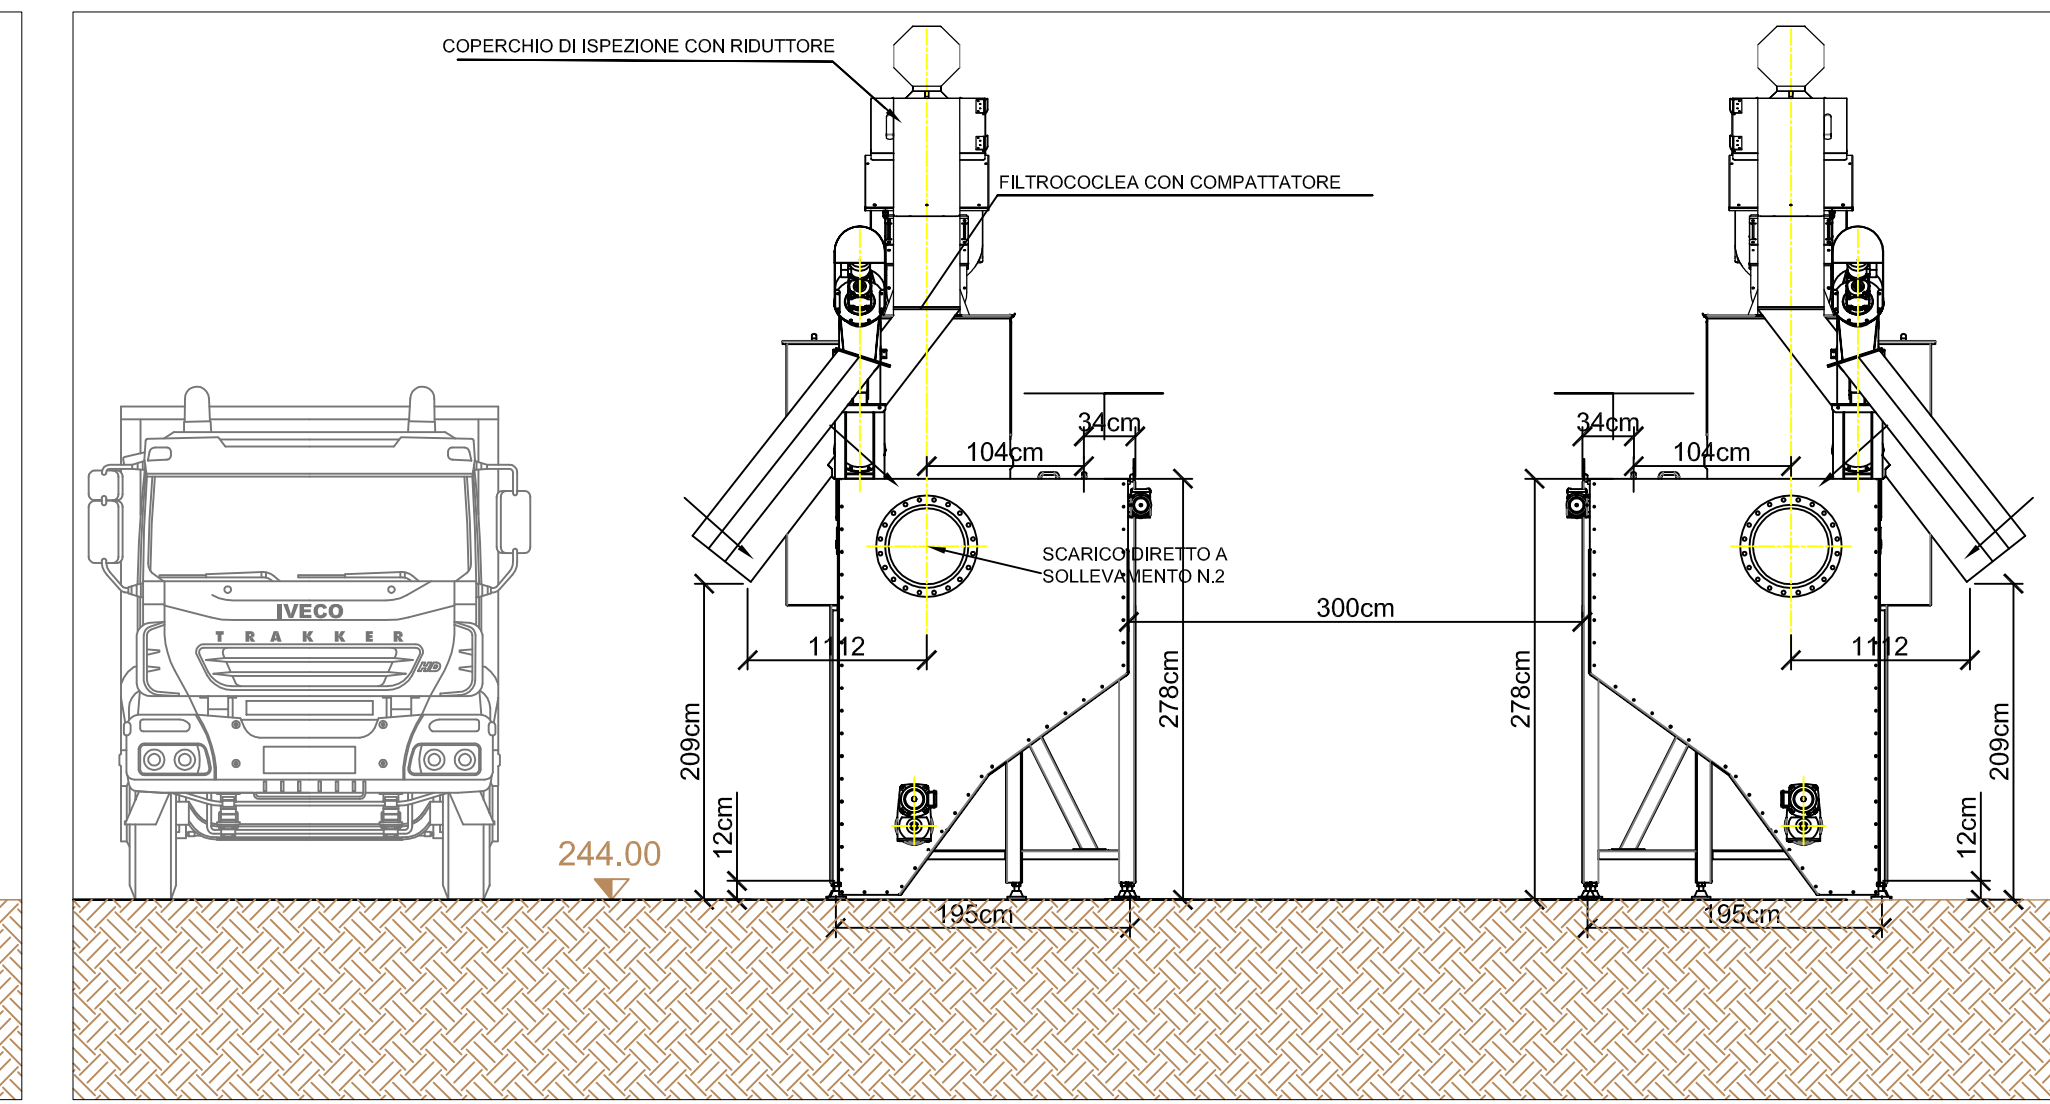 COPERCHIO DI ISPEZIONE CON RIDUTTORE
FILTROCOCLEA CON COMPATTATORE
34cm
34cm
104cm
104cm
SCARICO DIRETTO A
SOLLEVAMENTO N.2
IVECO
TRAKKER
HD
300cm
1112
1112
278cm
278cm
209cm
209cm
12cm
12cm
244.00
195cm
195cm